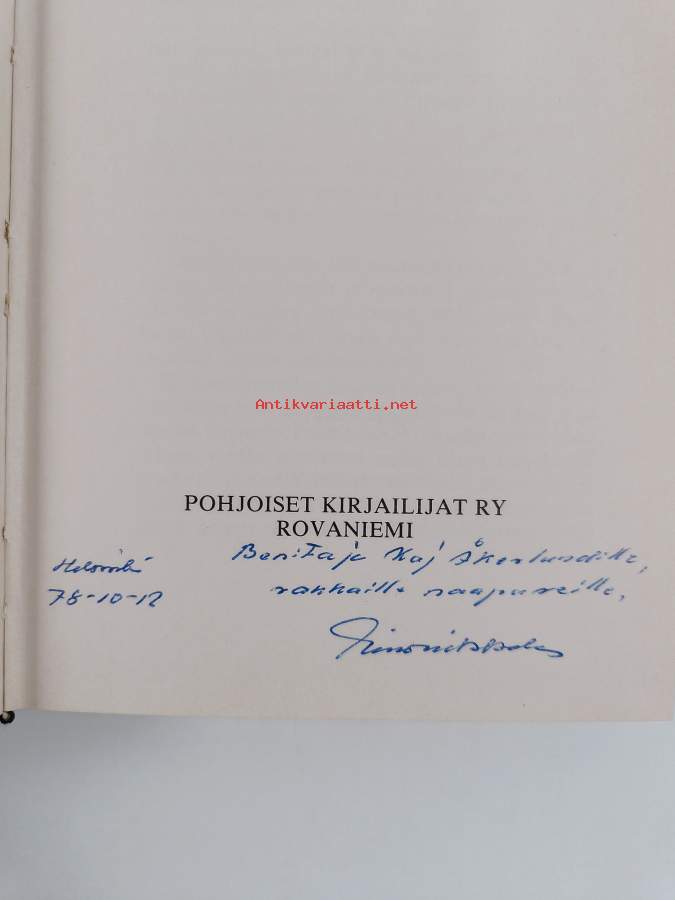 Antikvariaatti.net
POHJOISET KIRJAILIJAT RY
ROVANIEMI
Benita ja Kaj Åkerlundille,
Helsinki
rakkaille naapureille,
78-10-12